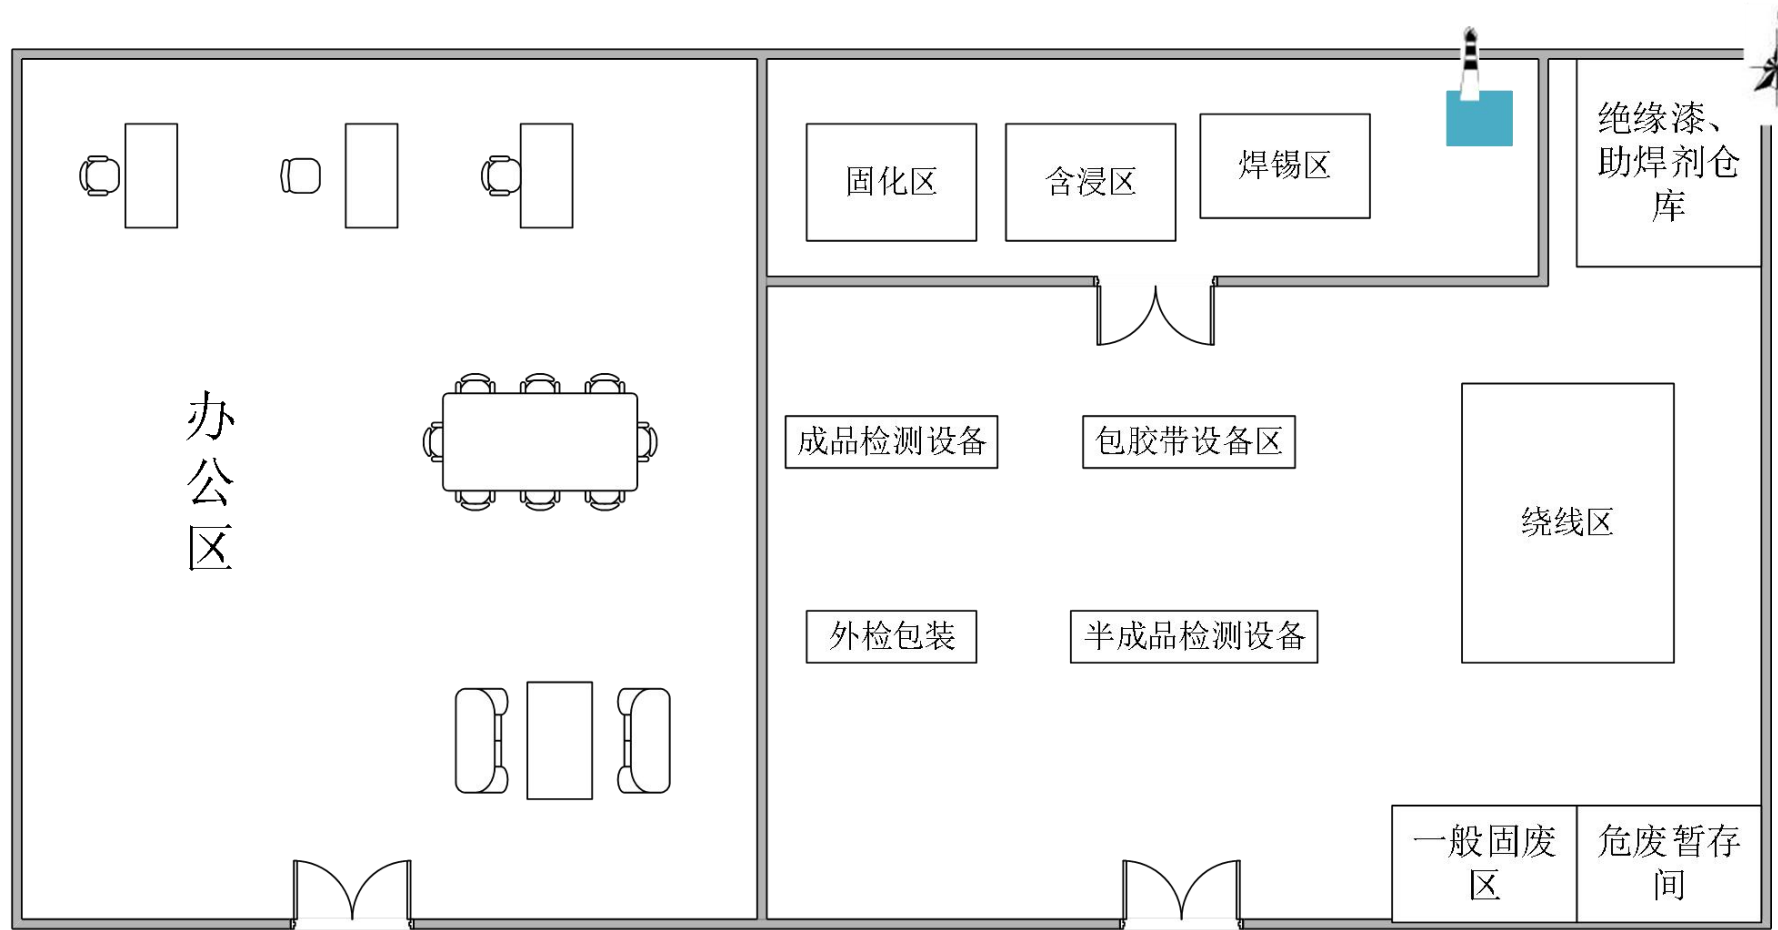 固化区
含浸区
焊锡区
绝缘漆、
助焊剂仓
库
办
公
区
成品检测设备
包胶带设备区
绕线区
外检包装
半成品检测设备
一般固废
区
危废暂存
间